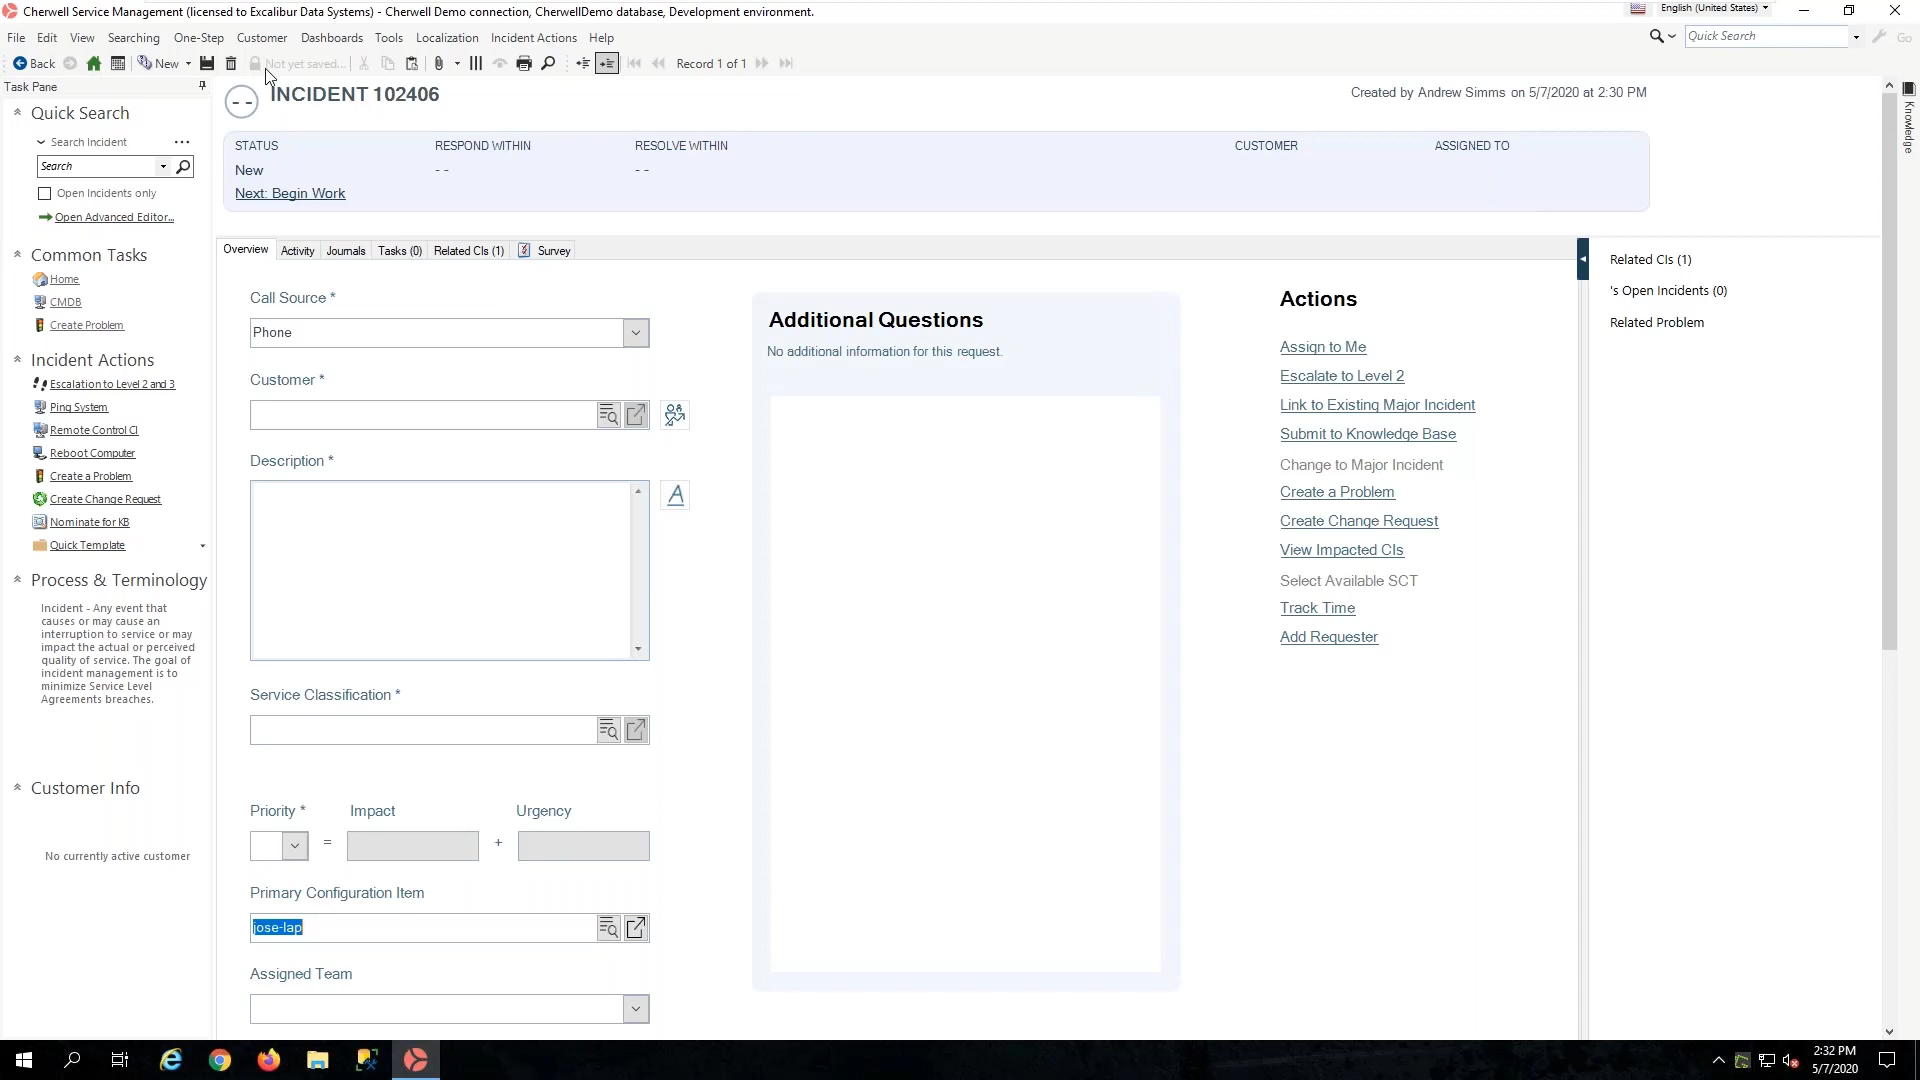 Cherwell Service Management (licensed to Excalibur Data Systems) - Cherwell Demo connection, CherwellDemo database, Development environment.
English (United States)
File Edit View Searching One-Step Customer Dashboards Tools Localization Incident Actions Help
Quick Search
Go
Back
New
Not yet saved...
Record 1 of 1
Task Pane
Quick Search
Search Incident
Search
Open Incidents only
Open Advanced Editor...
Common Tasks
Home
CMDB
Create Problem
Incident Actions
Escalation to Level 2 and 3
Ping System
Remote Control CI
Reboot Computer
Create a Problem
Create Change Request
Nominate for KB
Quick Template
Process & Terminology
Incident - Any event that
causes or may cause an
interruption to service or may
impact the actual or perceived
quality of service. The goal of
incident management is to
minimize Service Level
Agreements breaches.
Customer Info
No currently active customer
- -
INCIDENT 102406
Created by Andrew Simms on 5/7/2020 at 2:30 PM
STATUS RESPOND WITHIN RESOLVE WITHIN CUSTOMER ASSIGNED TO
New - - - -
Next: Begin Work
Overview Activity Journals Tasks (0) Related CIs (1) Survey
Call Source *
Phone
Customer *
Description *
A
Service Classification *
Priority * Impact Urgency
= +
Primary Configuration Item
jose-lap
Assigned Team
Additional Questions
No additional information for this request.
Actions
Assign to Me
Escalate to Level 2
Link to Existing Major Incident
Submit to Knowledge Base
Change to Major Incident
Create a Problem
Create Change Request
View Impacted CIs
Select Available SCT
Track Time
Add Requester
Related CIs (1)
's Open Incidents (0)
Related Problem
Knowledge
2:32 PM
5/7/2020